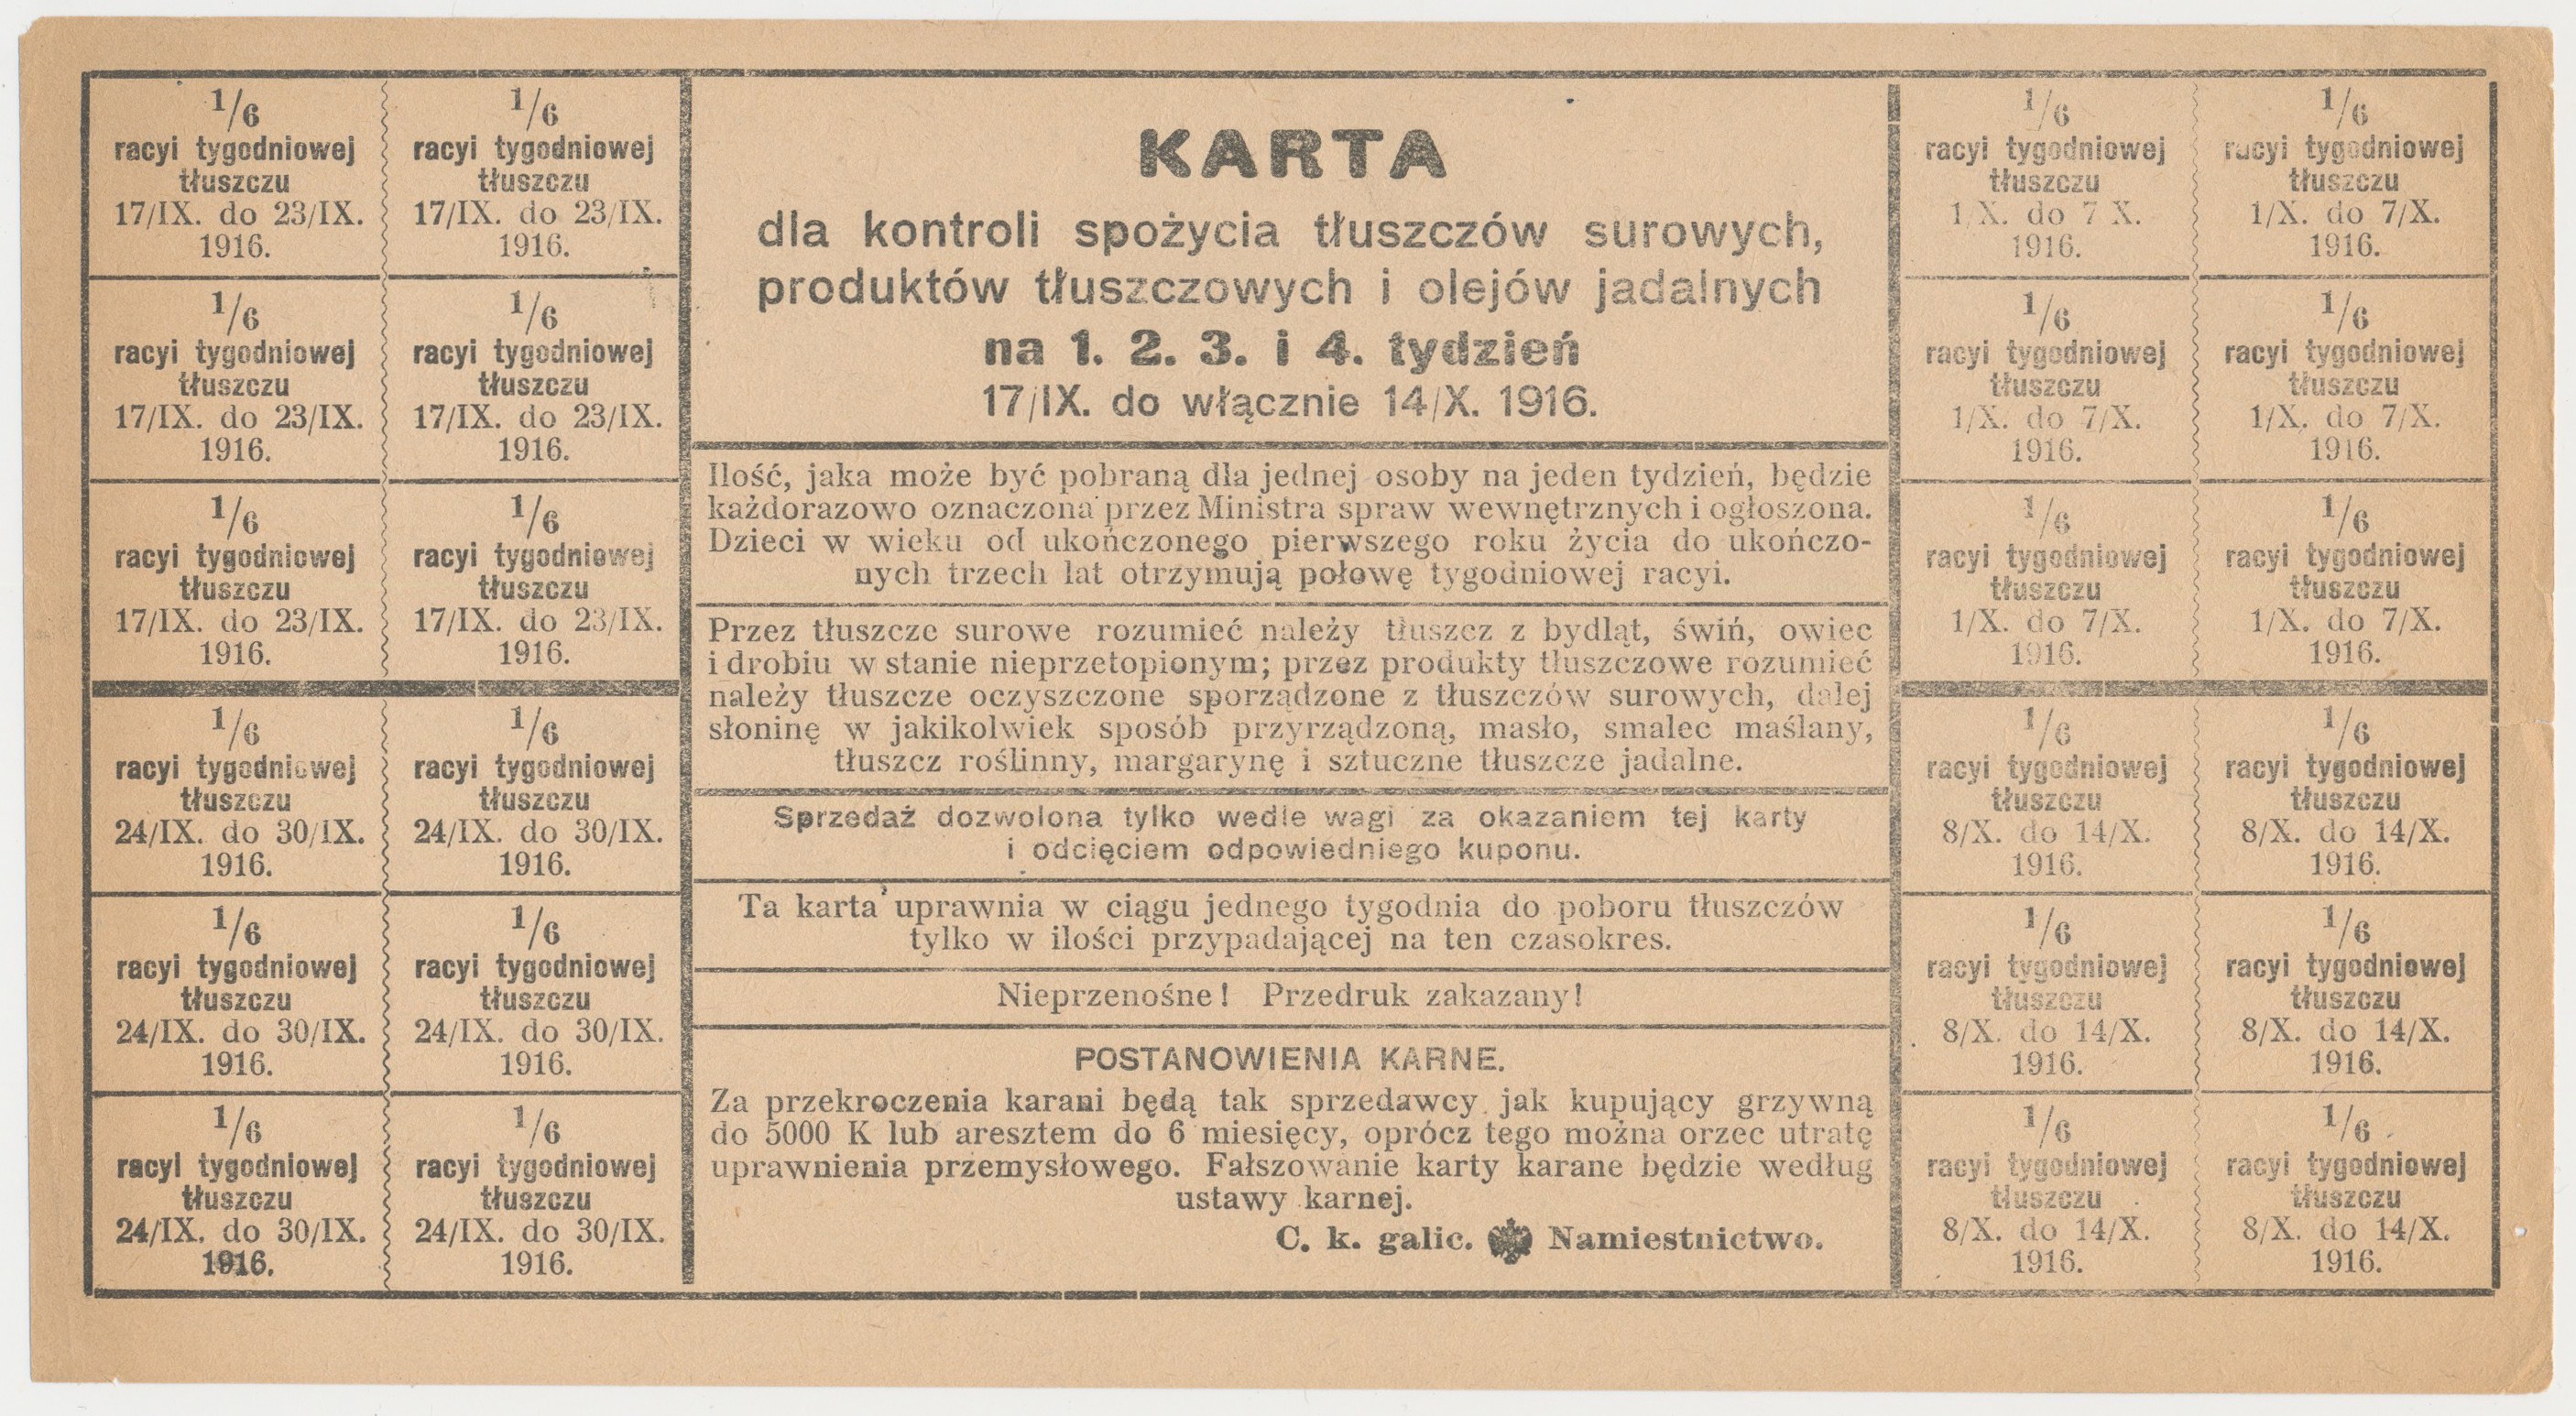 1/6
racyi tygodniowej
tłuszczu
17/IX. do 23/IX.
1916.
1/6
racyi tygodniowej
tłuszczu
17/IX. do 23/IX.
1916.
1/6
racyi tygodniowej
tłuszczu
17/IX. do 23/IX.
1916.
1/6
racyi tygodniowej
tłuszczu
17/IX. do 23/IX.
1916.
1/6
racyi tygodniowej
tłuszczu
17/IX. do 23/IX.
1916.
1/6
racyi tygodniowej
tłuszczu
17/IX. do 23/IX.
1916.
1/6
racyi tygodniowej
tłuszczu
24/IX. do 30/IX.
1916.
1/6
racyi tygodniowej
tłuszczu
24/IX. do 30/IX.
1916.
1/6
racyi tygodniowej
tłuszczu
24/IX. do 30/IX.
1916.
1/6
racyi tygodniowej
tłuszczu
24/IX. do 30/IX.
1916.
1/6
racyi tygodniowej
tłuszczu
24/IX. do 30/IX.
1916.
1/6
racyi tygodniowej
tłuszczu
24/IX. do 30/IX.
1916.
KARTA
dla kontroli spożycia tłuszczów surowych,
produktów tłuszczowych i olejów jadalnych
na 1. 2. 3. i 4. tydzień
17/IX. do włącznie 14/X. 1916.
Ilość, jaka może być pobraną dla jednej osoby na jeden tydzień, będzie
każdorazowo oznaczona przez Ministra spraw wewnętrznych i ogłoszona.
Dzieci w wieku od ukończonego pierwszego roku życia do ukończo-
nych trzech lat otrzymują połowę tygodniowej racyi.
Przez tłuszcze surowe rozumieć należy tłuszcz z bydląt, świń, owiec
i drobiu w stanie nieprzetopionym; przez produkty tłuszczowe rozumieć
należy tłuszcze oczyszczone sporządzone z tłuszczów surowych, dalej
słoninę w jakikolwiek sposób przyrządzoną, masło, smalec maślany,
tłuszcz roślinny, margarynę i sztuczne tłuszcze jadalne.
Sprzedaż dozwolona tylko wedle wagi za okazaniem tej karty
i odcięciem odpowiedniego kuponu.
Ta karta uprawnia w ciągu jednego tygodnia do poboru tłuszczów
tylko w ilości przypadającej na ten czasokres.
Nieprzenośne! Przedruk zakazany!
POSTANOWIENIA KARNE.
Za przekroczenia karani będą tak sprzedawcy jak kupujący grzywną
do 5000 K lub aresztem do 6 miesięcy, oprócz tego można orzec utratę
uprawnienia przemysłowego. Fałszowanie karty karane będzie według
ustawy karnej.
C. k. galic. Namiestnictwo.
1/6
racyi tygodniowej
tłuszczu
1/X. do 7 X.
1916.
1/6
racyi tygodniowej
tłuszczu
1/X. do 7/X.
1916.
1/6
racyi tygodniowej
tłuszczu
1/X. do 7/X.
1916.
1/6
racyi tygodniowej
tłuszczu
1/X. do 7/X.
1916.
1/6
racyi tygodniowej
tłuszczu
1/X. do 7/X.
1916.
1/6
racyi tygodniowej
tłuszczu
1/X. do 7/X.
1916.
1/6
racyi tygodniowej
tłuszczu
8/X. do 14/X.
1916.
1/6
racyi tygodniowej
tłuszczu
8/X. do 14/X.
1916.
1/6
racyi tygodniowej
tłuszczu
8/X. do 14/X.
1916.
1/6
racyi tygodniowej
tłuszczu
8/X. do 14/X.
1916.
1/6
racyi tygodniowej
tłuszczu
8/X. do 14/X.
1916.
1/6
racyi tygodniowej
tłuszczu
8/X. do 14/X.
1916.